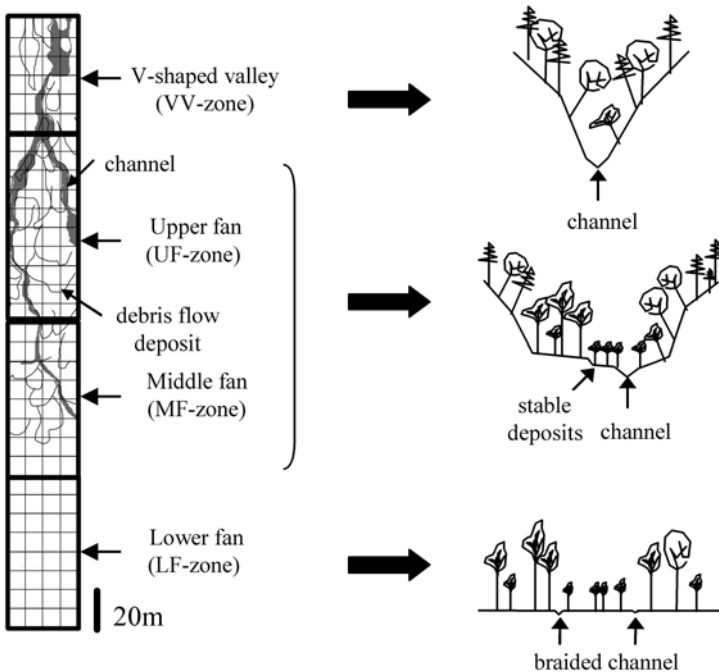 V-shaped valley
(VV-zone)
channel
Upper fan
(UF-zone)
debris flow
deposit
Middle fan
(MF-zone)
Lower fan
(LF-zone)
20m
channel
stable
deposits
channel
braided channel